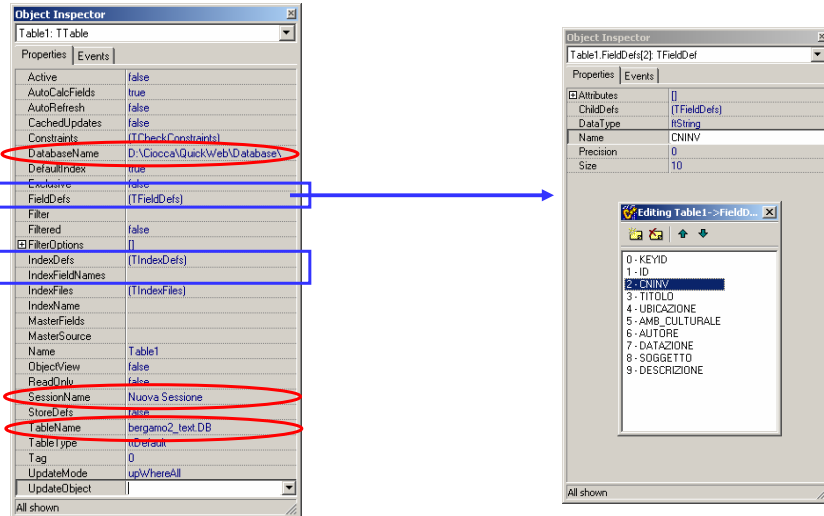 Object Inspector
Table1: TTable
Properties Events
Active false
AutoCalcFields true
AutoRefresh false
CachedUpdates false
Constraints (TCheckConstraints)
DatabaseName D:\Ciocca\QuickWeb\Database\
DefaultIndex true
Exclusive false
FieldDefs (TFieldDefs)
Filter
Filtered false
FilterOptions []
IndexDefs (TIndexDefs)
IndexFieldNames
IndexFiles (TIndexFiles)
IndexName
MasterFields
MasterSource
Name Table1
ObjectView false
ReadOnly false
SessionName Nuova Sessione
StoreDefs false
TableName bergamo2_text.DB
TableType ttDefault
Tag 0
UpdateMode upWhereAll
UpdateObject
All shown
Object Inspector
Table1.FieldDefs[2]: TFieldDef
Properties Events
Attributes []
ChildDefs (TFieldDefs)
DataType ftString
Name CNINV
Precision 0
Size 10
Editing Table1->FieldD...
0 - KEYID
1 - ID
2 - CNINV
3 - TITOLO
4 - UBICAZIONE
5 - AMB_CULTURALE
6 - AUTORE
7 - DATAZIONE
8 - SOGGETTO
9 - DESCRIZIONE
All shown